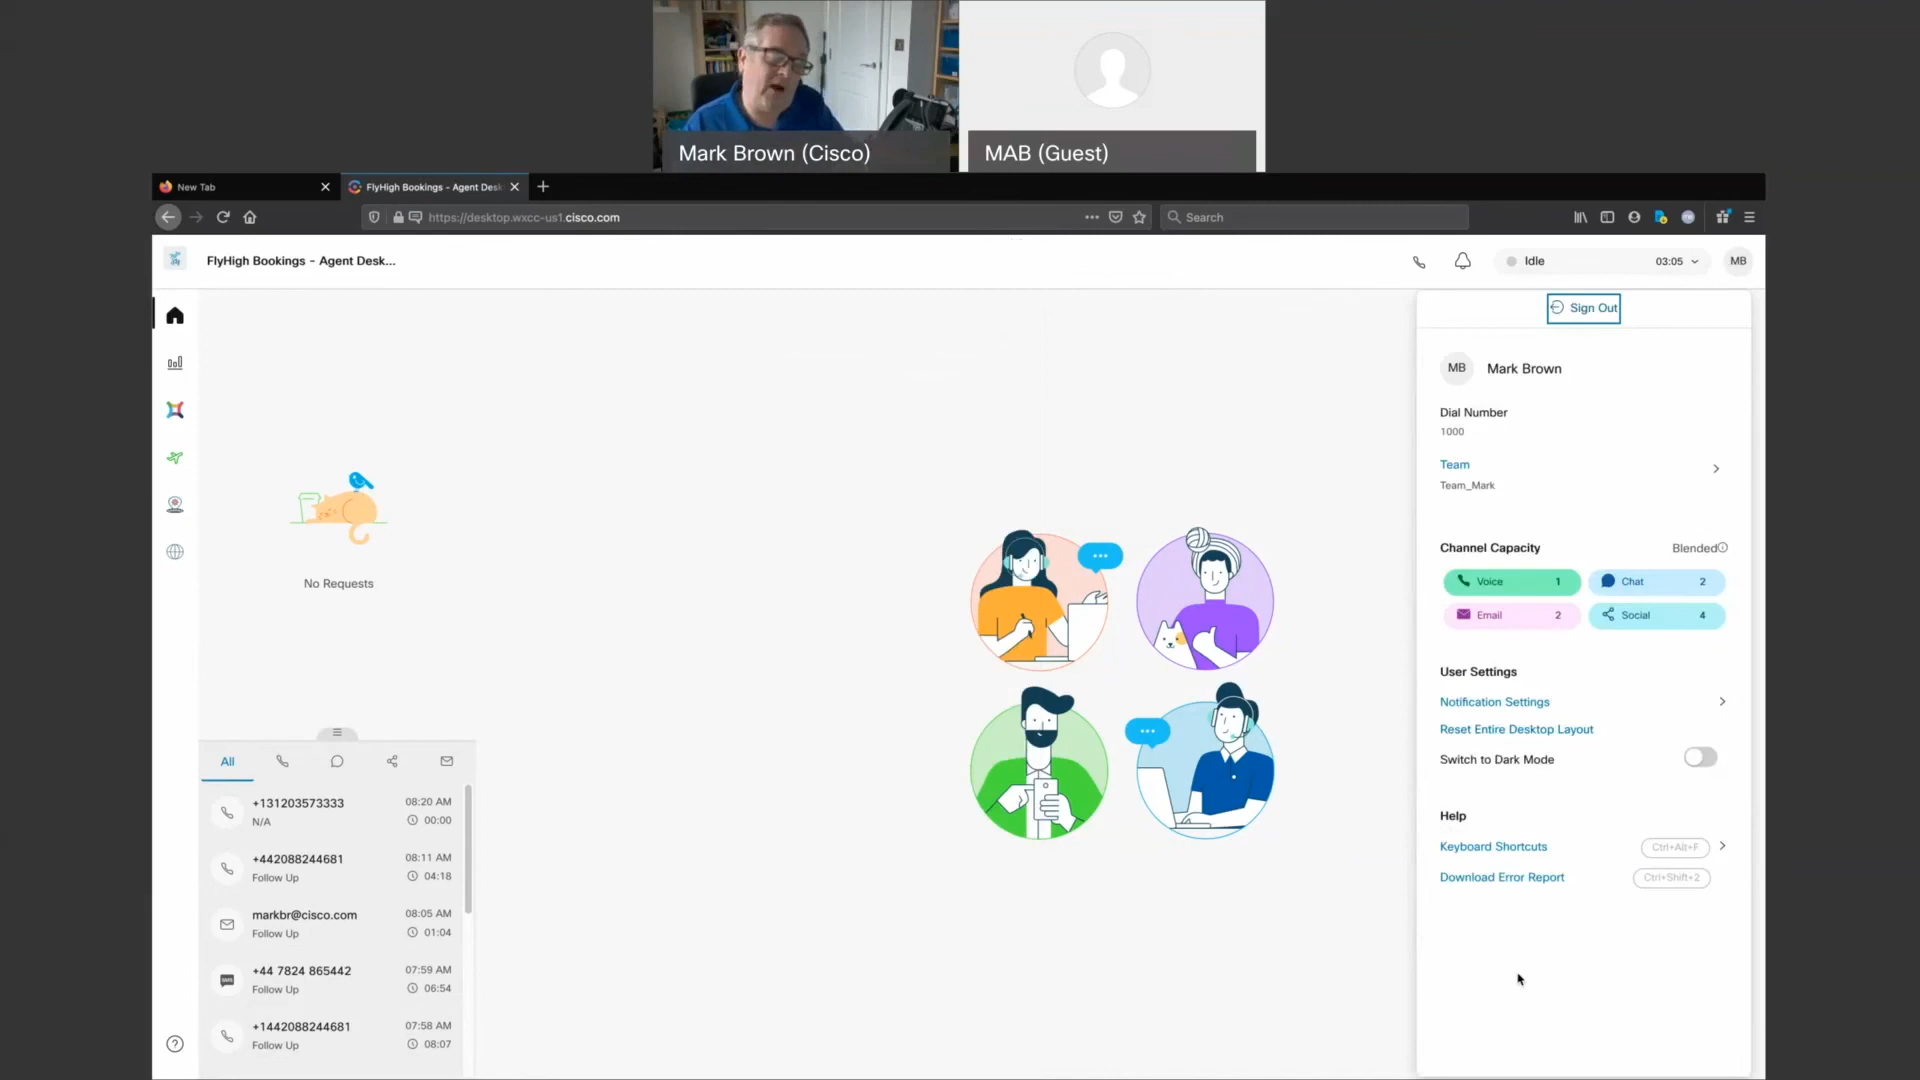 Mark Brown (Cisco)
MAB (Guest)
New Tab
FlyHigh Bookings - Agent Desk
https://desktop.wxcc-us1.cisco.com
Search
FlyHigh Bookings - Agent Desk...
Idle
03:05
MB
Sign Out
MB
Mark Brown
Dial Number
1000
Team
Team_Mark
Channel Capacity
Blended
Voice 1
Chat 2
Email 2
Social 4
User Settings
Notification Settings
Reset Entire Desktop Layout
Switch to Dark Mode
Help
Keyboard Shortcuts
Ctrl+Alt+F
Download Error Report
Ctrl+Shift+2
No Requests
All
+131203573333
08:20 AM
N/A
00:00
+442088244681
08:11 AM
Follow Up
04:18
markbr@cisco.com
08:05 AM
Follow Up
01:04
+44 7824 865442
07:59 AM
Follow Up
06:54
+1442088244681
07:58 AM
Follow Up
08:07